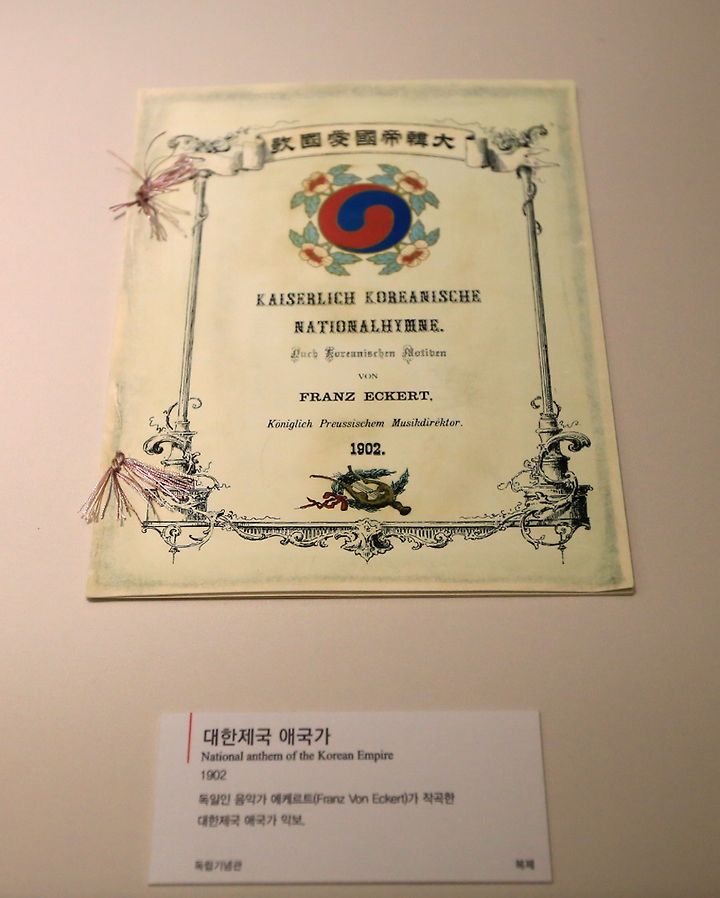 大韓帝國愛國歌
KAISERLICH KOREANISCHE
NATIONALHYMNE.
Nach Koreanischen Motiven
VON
FRANZ ECKERT,
Königlich Preussischem Musikdirektor.
1902.
대한제국 애국가
National anthem of the Korean Empire
1902
독일인 음악가 에케르트(Franz Von Eckert)가 작곡한
대한제국 애국가 악보.
독립기념관 복제